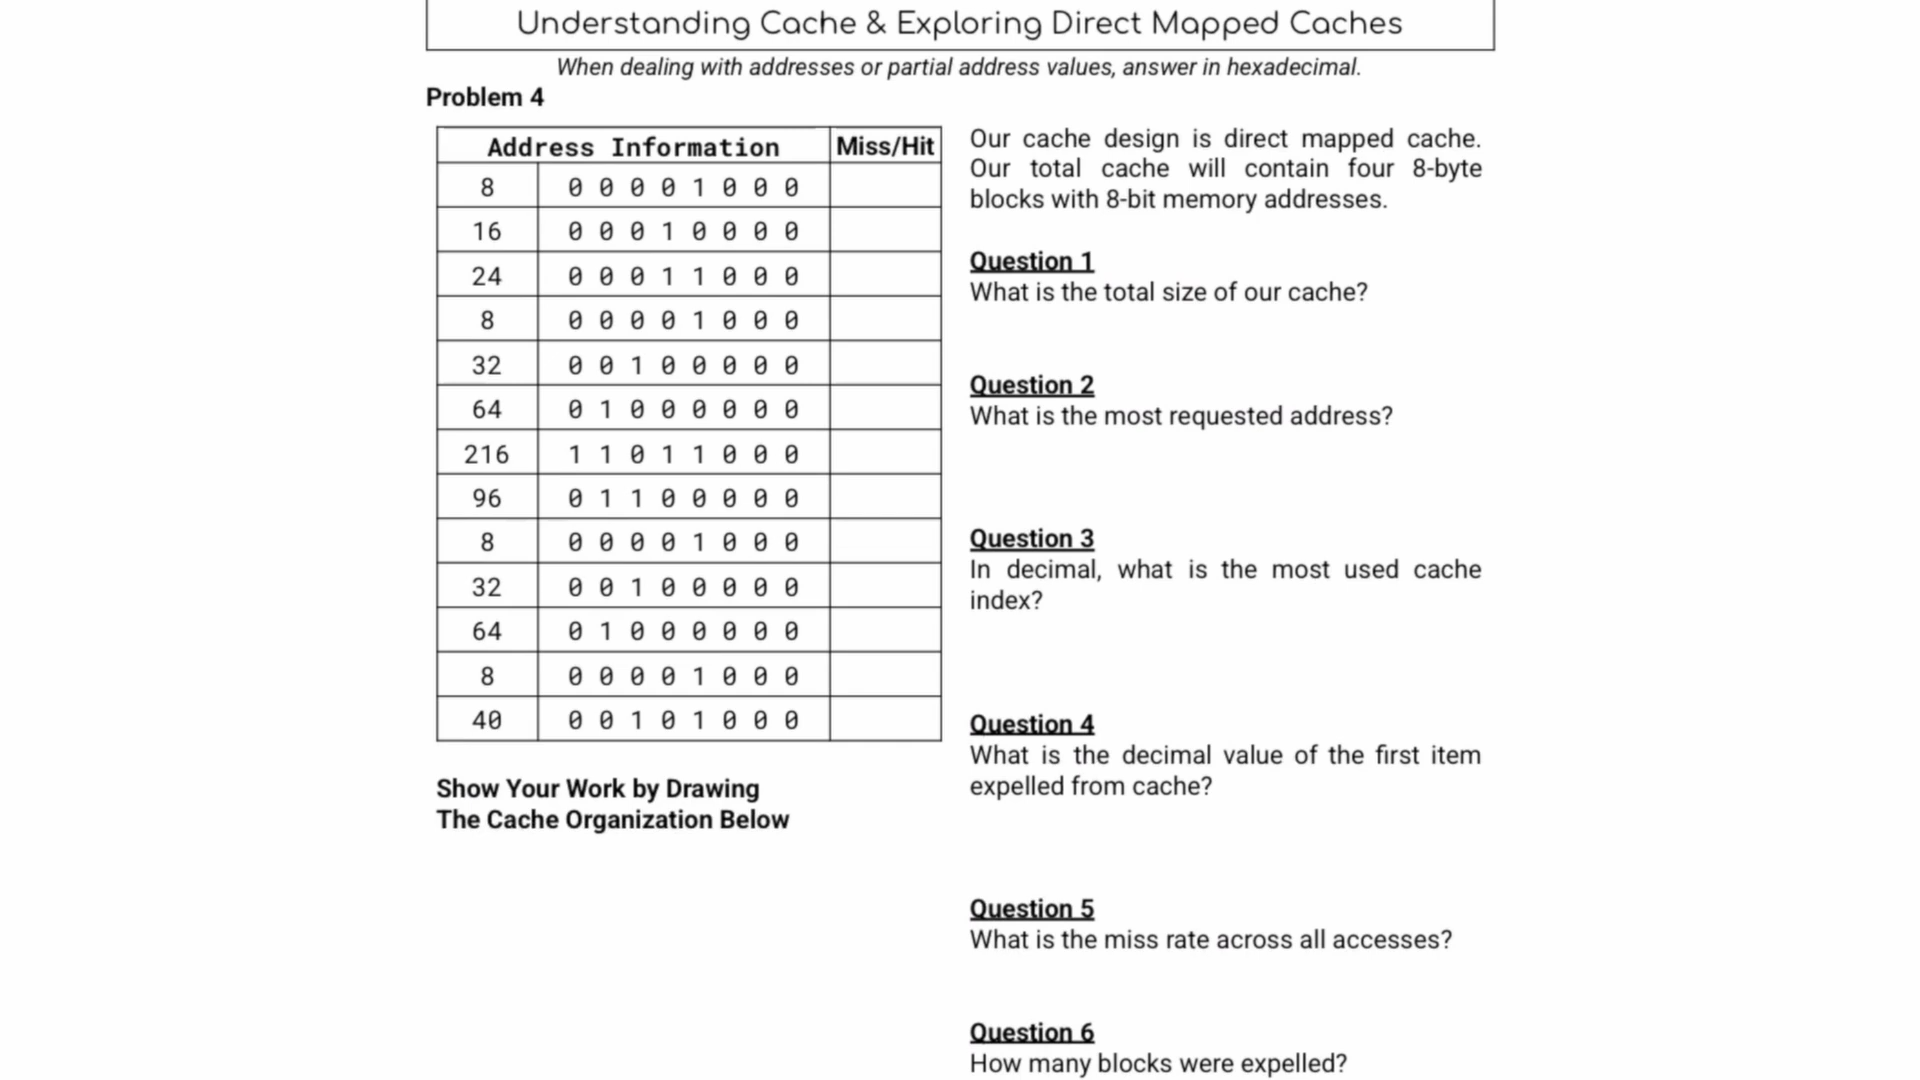 Understanding Cache & Exploring Direct Mapped Caches
When dealing with addresses or partial address values, answer in hexadecimal.
Problem 4
Address Information Miss/Hit
8 0 0 0 0 1 0 0 0
16 0 0 0 1 0 0 0 0
24 0 0 0 1 1 0 0 0
8 0 0 0 0 1 0 0 0
32 0 0 1 0 0 0 0 0
64 0 1 0 0 0 0 0 0
216 1 1 0 1 1 0 0 0
96 0 1 1 0 0 0 0 0
8 0 0 0 0 1 0 0 0
32 0 0 1 0 0 0 0 0
64 0 1 0 0 0 0 0 0
8 0 0 0 0 1 0 0 0
40 0 0 1 0 1 0 0 0
Show Your Work by Drawing
The Cache Organization Below
Our cache design is direct mapped cache.
Our total cache will contain four 8-byte
blocks with 8-bit memory addresses.
Question 1
What is the total size of our cache?
Question 2
What is the most requested address?
Question 3
In decimal, what is the most used cache
index?
Question 4
What is the decimal value of the first item
expelled from cache?
Question 5
What is the miss rate across all accesses?
Question 6
How many blocks were expelled?